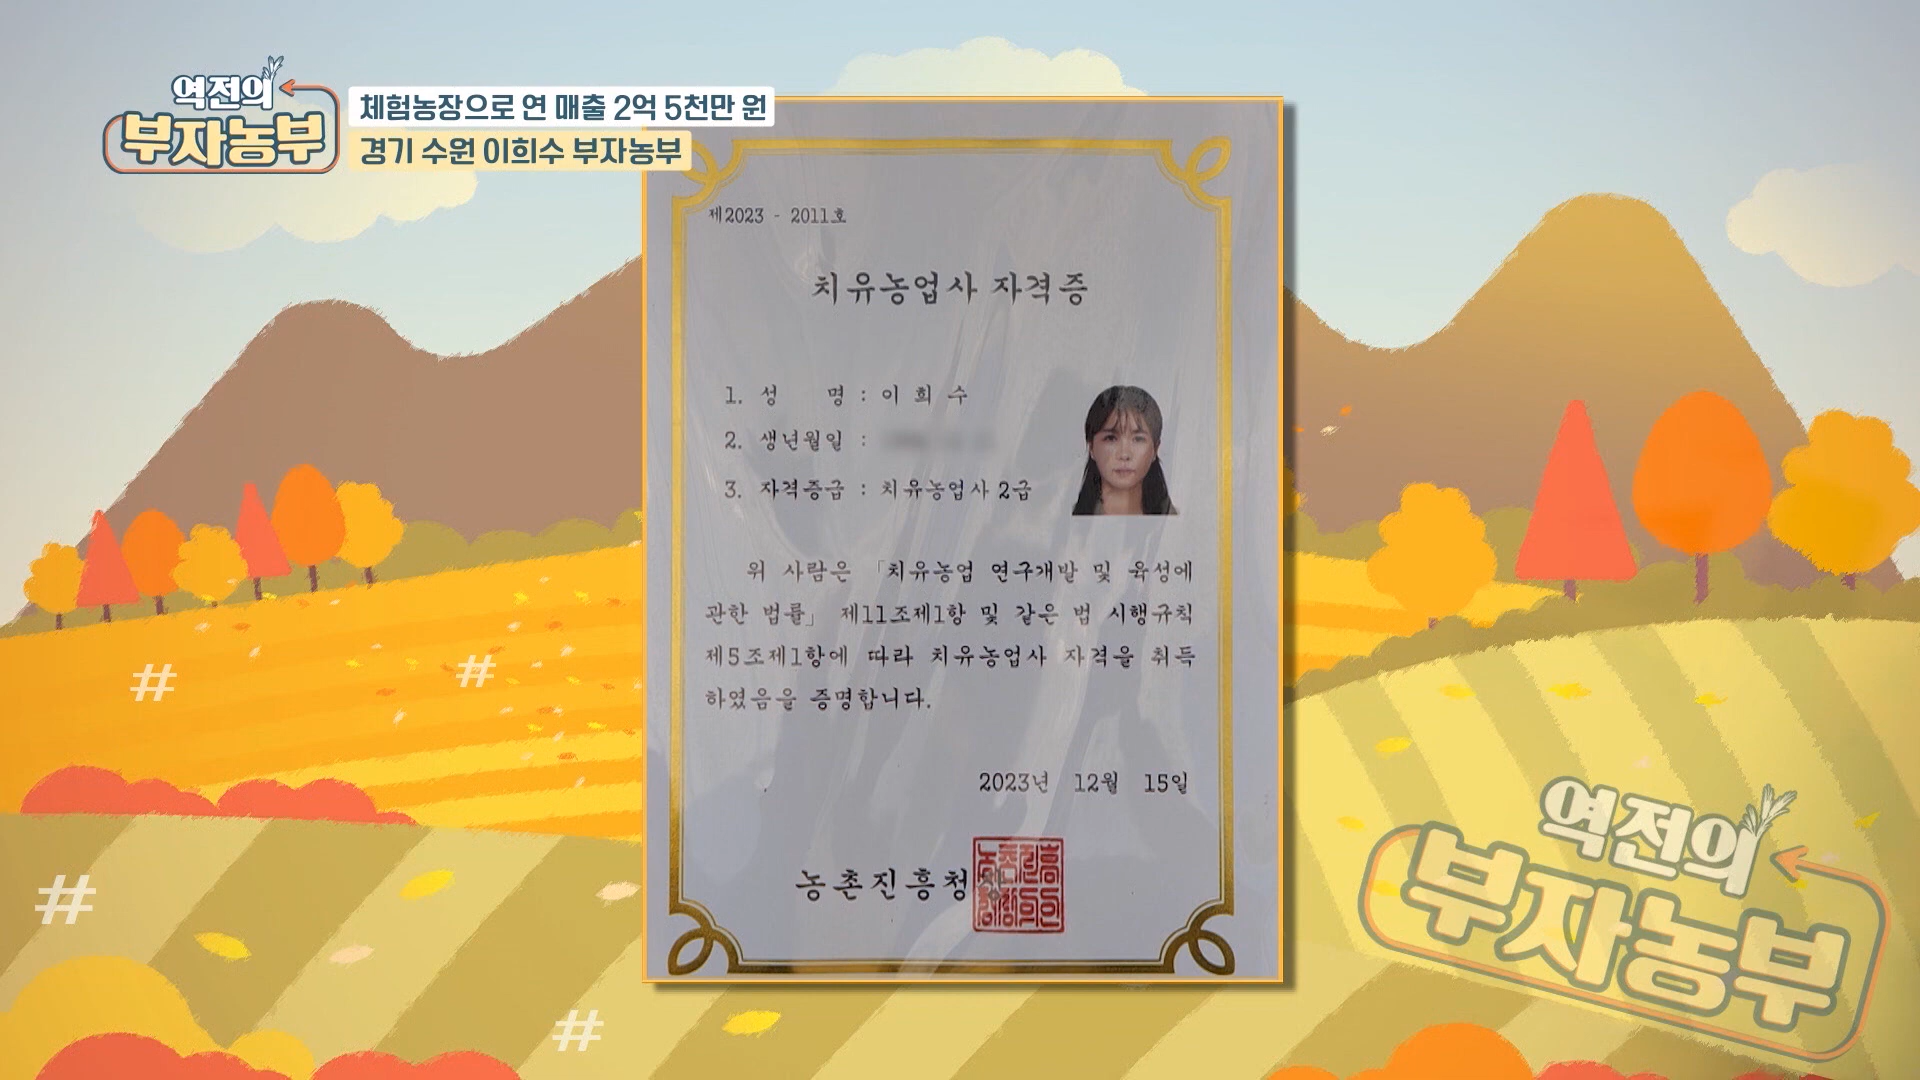 역전의
부자농부
체험농장으로 연 매출 2억 5천만 원
경기 수원 이희수 부자농부
제2023 - 2011호
치유농업사 자격증
1. 성 명 : 이 희 수
2. 생년월일 :
3. 자격증급 : 치유농업사 2급
위 사람은 「치유농업 연구개발 및 육성에
관한 법률」 제11조제1항 및 같은 법 시행규칙
제5조제1항에 따라 치유농업사 자격을 취득
하였음을 증명합니다.
2023년 12월 15일
농촌진흥청
#
#
#
#
역전의
부자농부